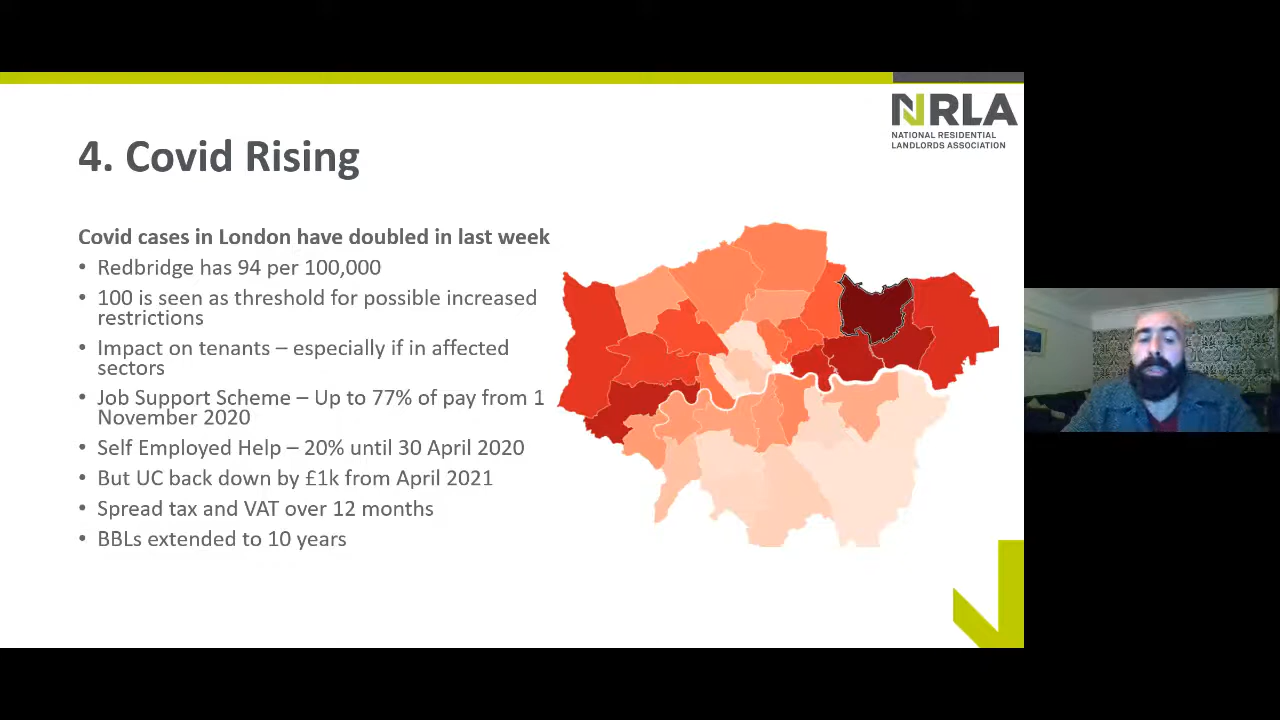 NRLA
NATIONAL RESIDENTIAL
LANDLORDS ASSOCIATION
4. Covid Rising
Covid cases in London have doubled in last week
• Redbridge has 94 per 100,000
• 100 is seen as threshold for possible increased
restrictions
• Impact on tenants – especially if in affected
sectors
• Job Support Scheme – Up to 77% of pay from 1
November 2020
• Self Employed Help – 20% until 30 April 2020
• But UC back down by £1k from April 2021
• Spread tax and VAT over 12 months
• BBLs extended to 10 years